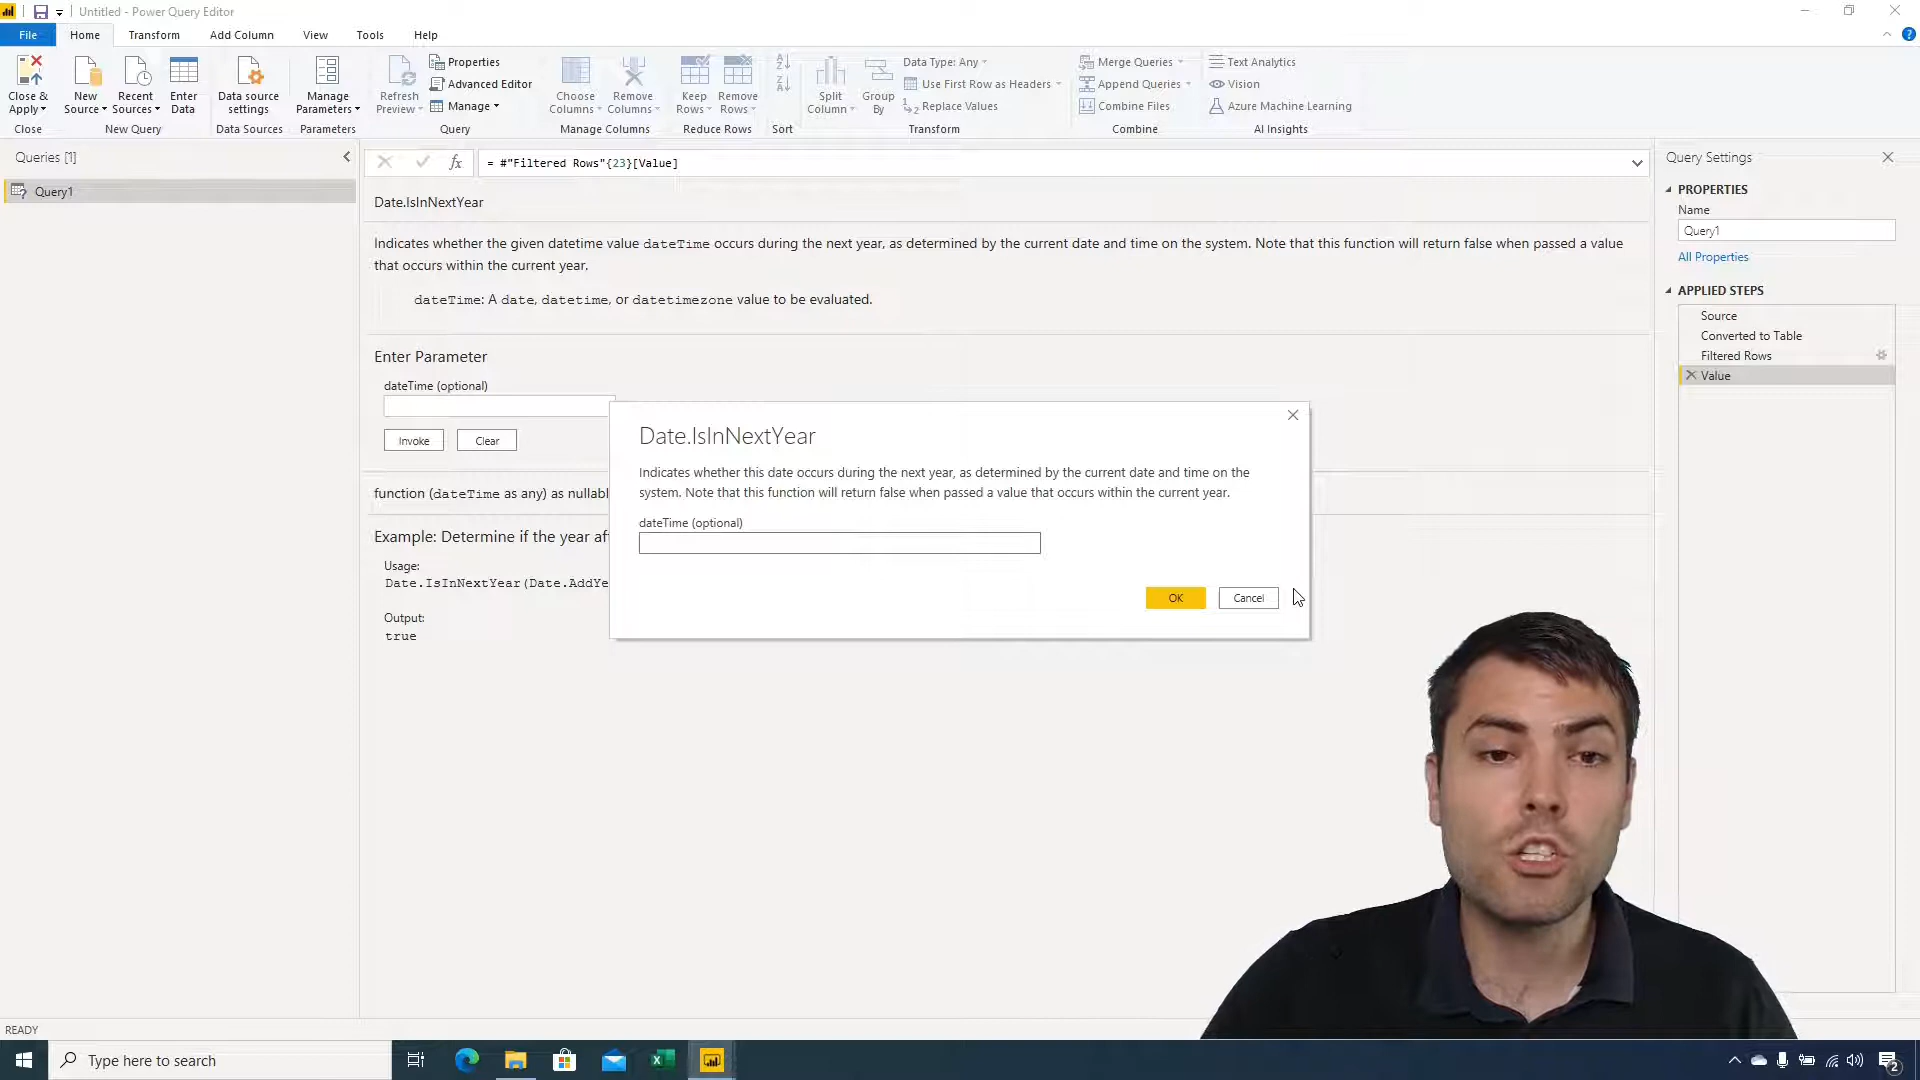 Untitled - Power Query Editor
File Home Transform Add Column View Tools Help
Close & Apply
New Source
Recent Sources
Enter Data
Data source settings
Manage Parameters
Refresh Preview
Properties
Advanced Editor
Manage
Choose Columns
Remove Columns
Keep Rows
Remove Rows
Split Column
Group By
Data Type: Any
Use First Row as Headers
Replace Values
Merge Queries
Append Queries
Combine Files
Text Analytics
Vision
Azure Machine Learning
Close New Query Data Sources Parameters Query Manage Columns Reduce Rows Sort Transform Combine AI Insights
Queries [1]
Query1
fx
= #"Filtered Rows"{23}[Value]
Date.IsInNextYear
Indicates whether the given datetime value dateTime occurs during the next year, as determined by the current date and time on the system. Note that this function will return false when passed a value
that occurs within the current year.
dateTime: A date, datetime, or datetimezone value to be evaluated.
Enter Parameter
dateTime (optional)
Invoke Clear
function (dateTime as any) as nullabl
Example: Determine if the year af
Usage:
Date.IsInNextYear(Date.AddYe
Output:
true
Date.IsInNextYear
Indicates whether this date occurs during the next year, as determined by the current date and time on the
system. Note that this function will return false when passed a value that occurs within the current year.
dateTime (optional)
OK Cancel
Query Settings
PROPERTIES
Name
Query1
All Properties
APPLIED STEPS
Source
Converted to Table
Filtered Rows
Value
READY
Type here to search
2